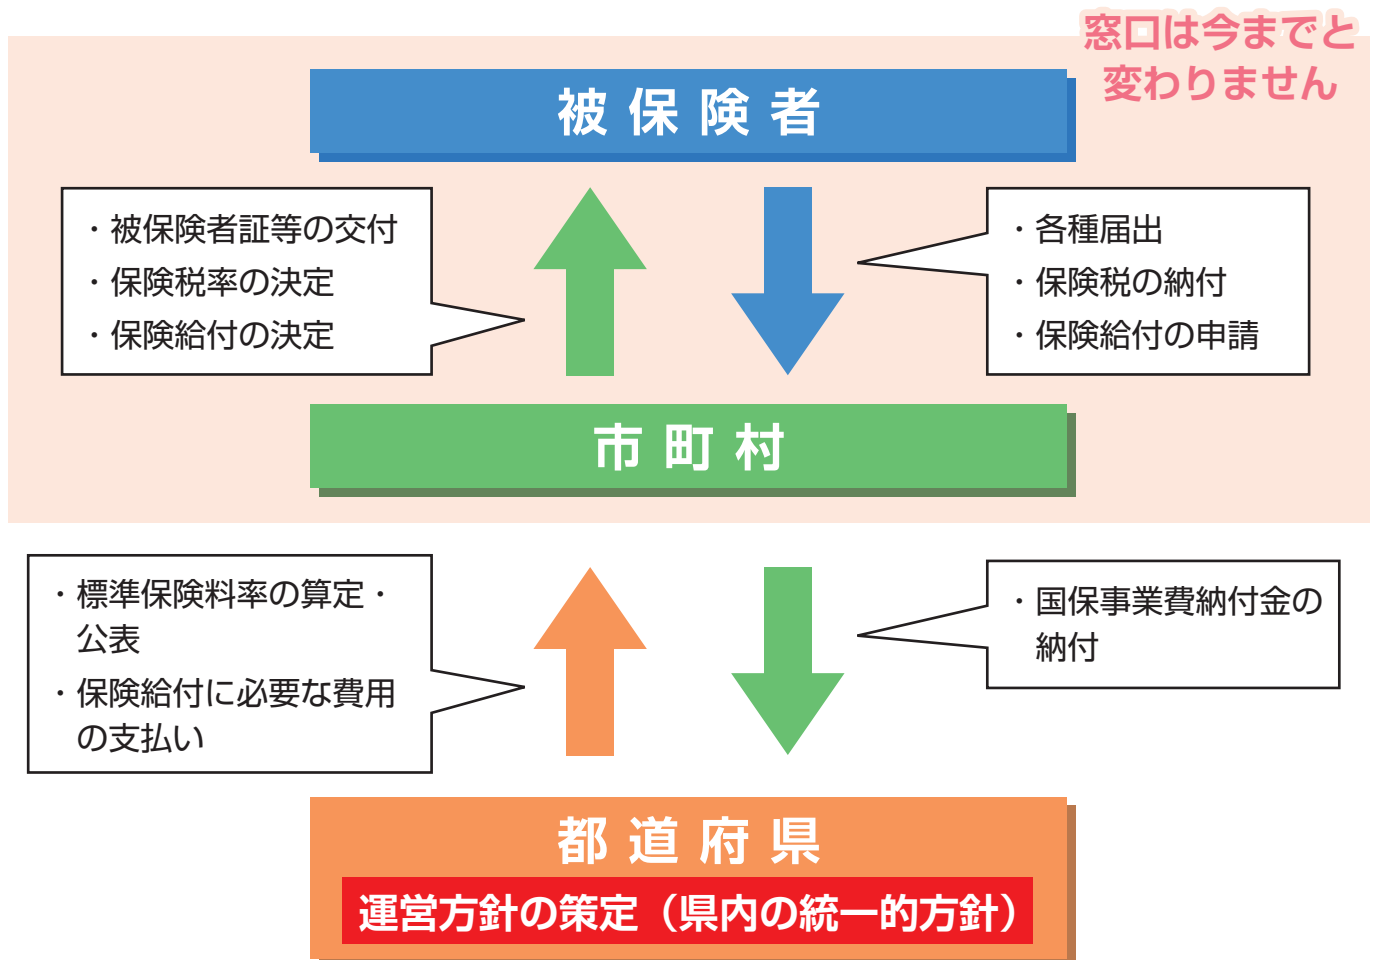 窓口は今までと
変わりません
被保険者
・被保険者証等の交付
・保険税率の決定
・保険給付の決定
・各種届出
・保険税の納付
・保険給付の申請
市町村
・標準保険料率の算定・
公表
・保険給付に必要な費用
の支払い
・国保事業費納付金の
納付
都道府県
運営方針の策定（県内の統一的方針）